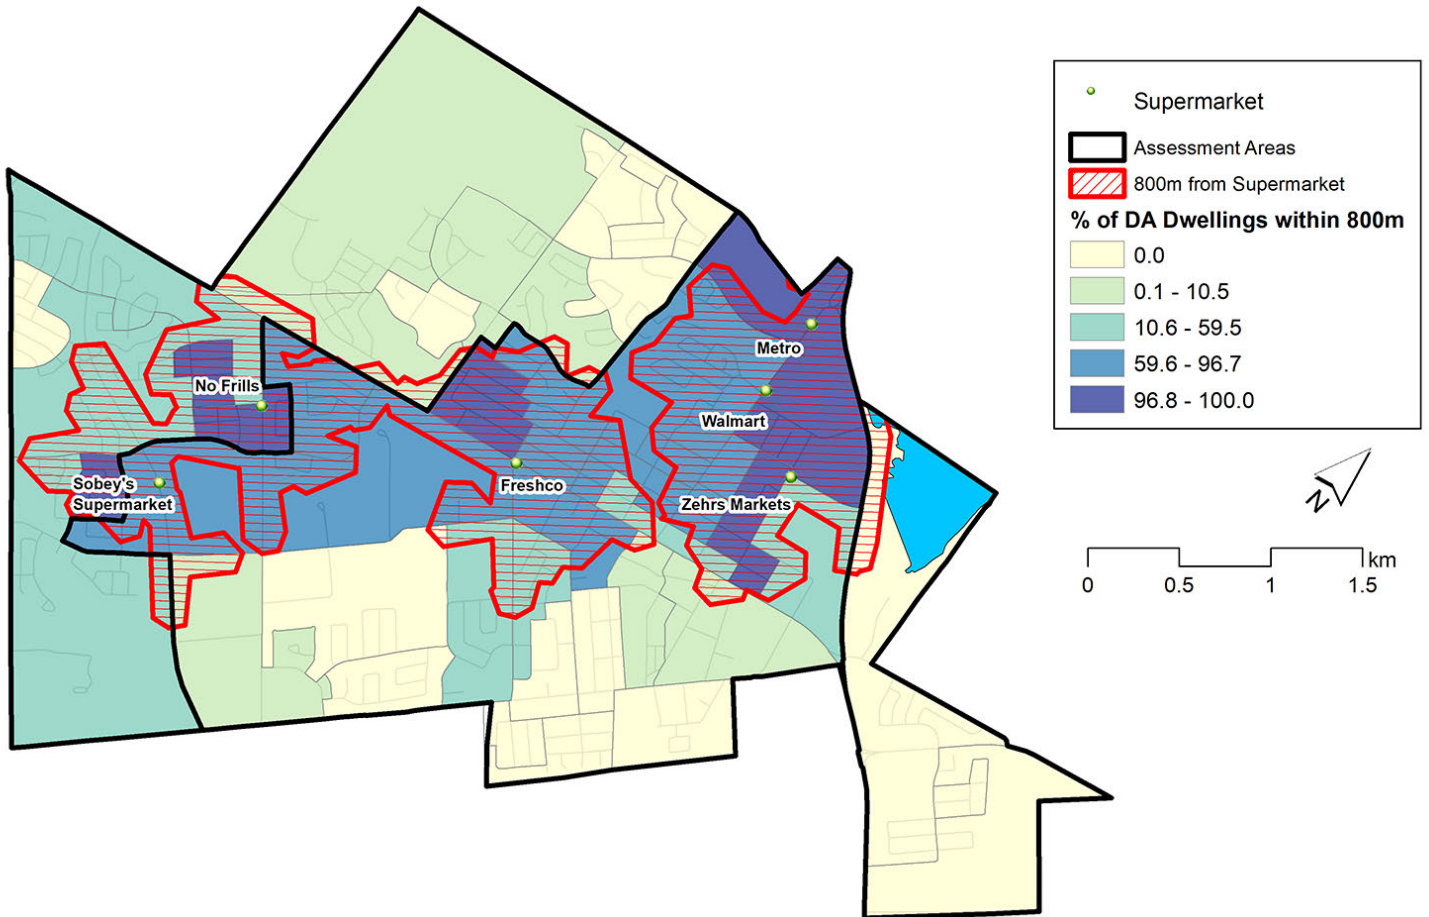 Supermarket
Assessment Areas
800m from Supermarket
% of DA Dwellings within 800m
0.0
0.1 - 10.5
10.6 - 59.5
59.6 - 96.7
96.8 - 100.0
Metro
No Frills
Walmart
Sobey's
Supermarket
Freshco
Zehrs Markets
N
km
0
0.5
1
1.5